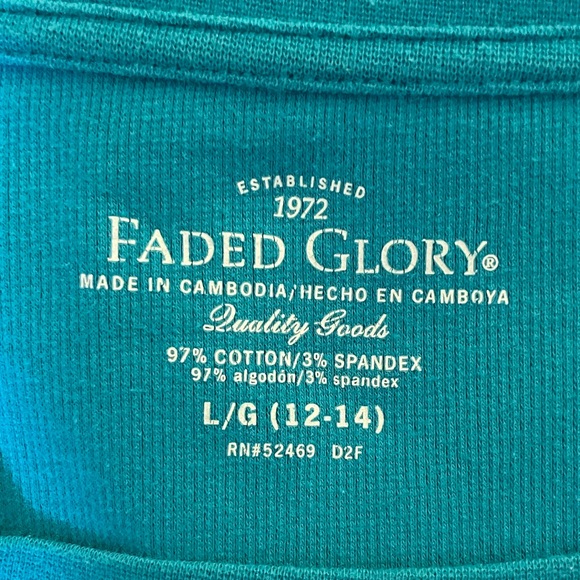 ESTABLISHED
1972
FADED GLORY®
MADE IN CAMBODIA/HECHO EN CAMBOYA
Quality Goods
97% COTTON/3% SPANDEX
97% algodón/3% spandex
L/G (12-14)
RN#52469 D2F